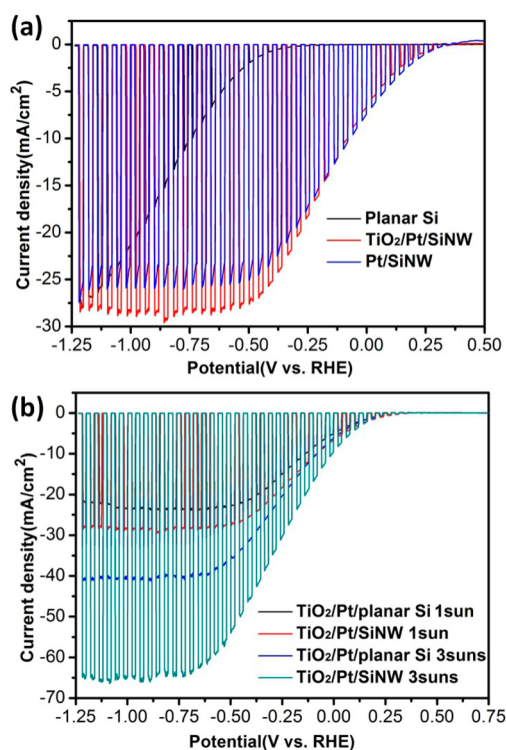 (a)
0
-5
-10
-15
-20
-25
-30
Current density(mA/cm²)
Planar Si
TiO₂/Pt/SiNW
Pt/SiNW
-1.25 -1.00 -0.75 -0.50 -0.25 0.00 0.25 0.50
Potential(V vs. RHE)
(b)
0
-10
-20
-30
-40
-50
-60
-70
Current density(mA/cm²)
TiO₂/Pt/planar Si 1sun
TiO₂/Pt/SiNW 1sun
TiO₂/Pt/planar Si 3suns
TiO₂/Pt/SiNW 3suns
-1.25 -1.00 -0.75 -0.50 -0.25 0.00 0.25 0.50 0.75
Potential(V vs. RHE)